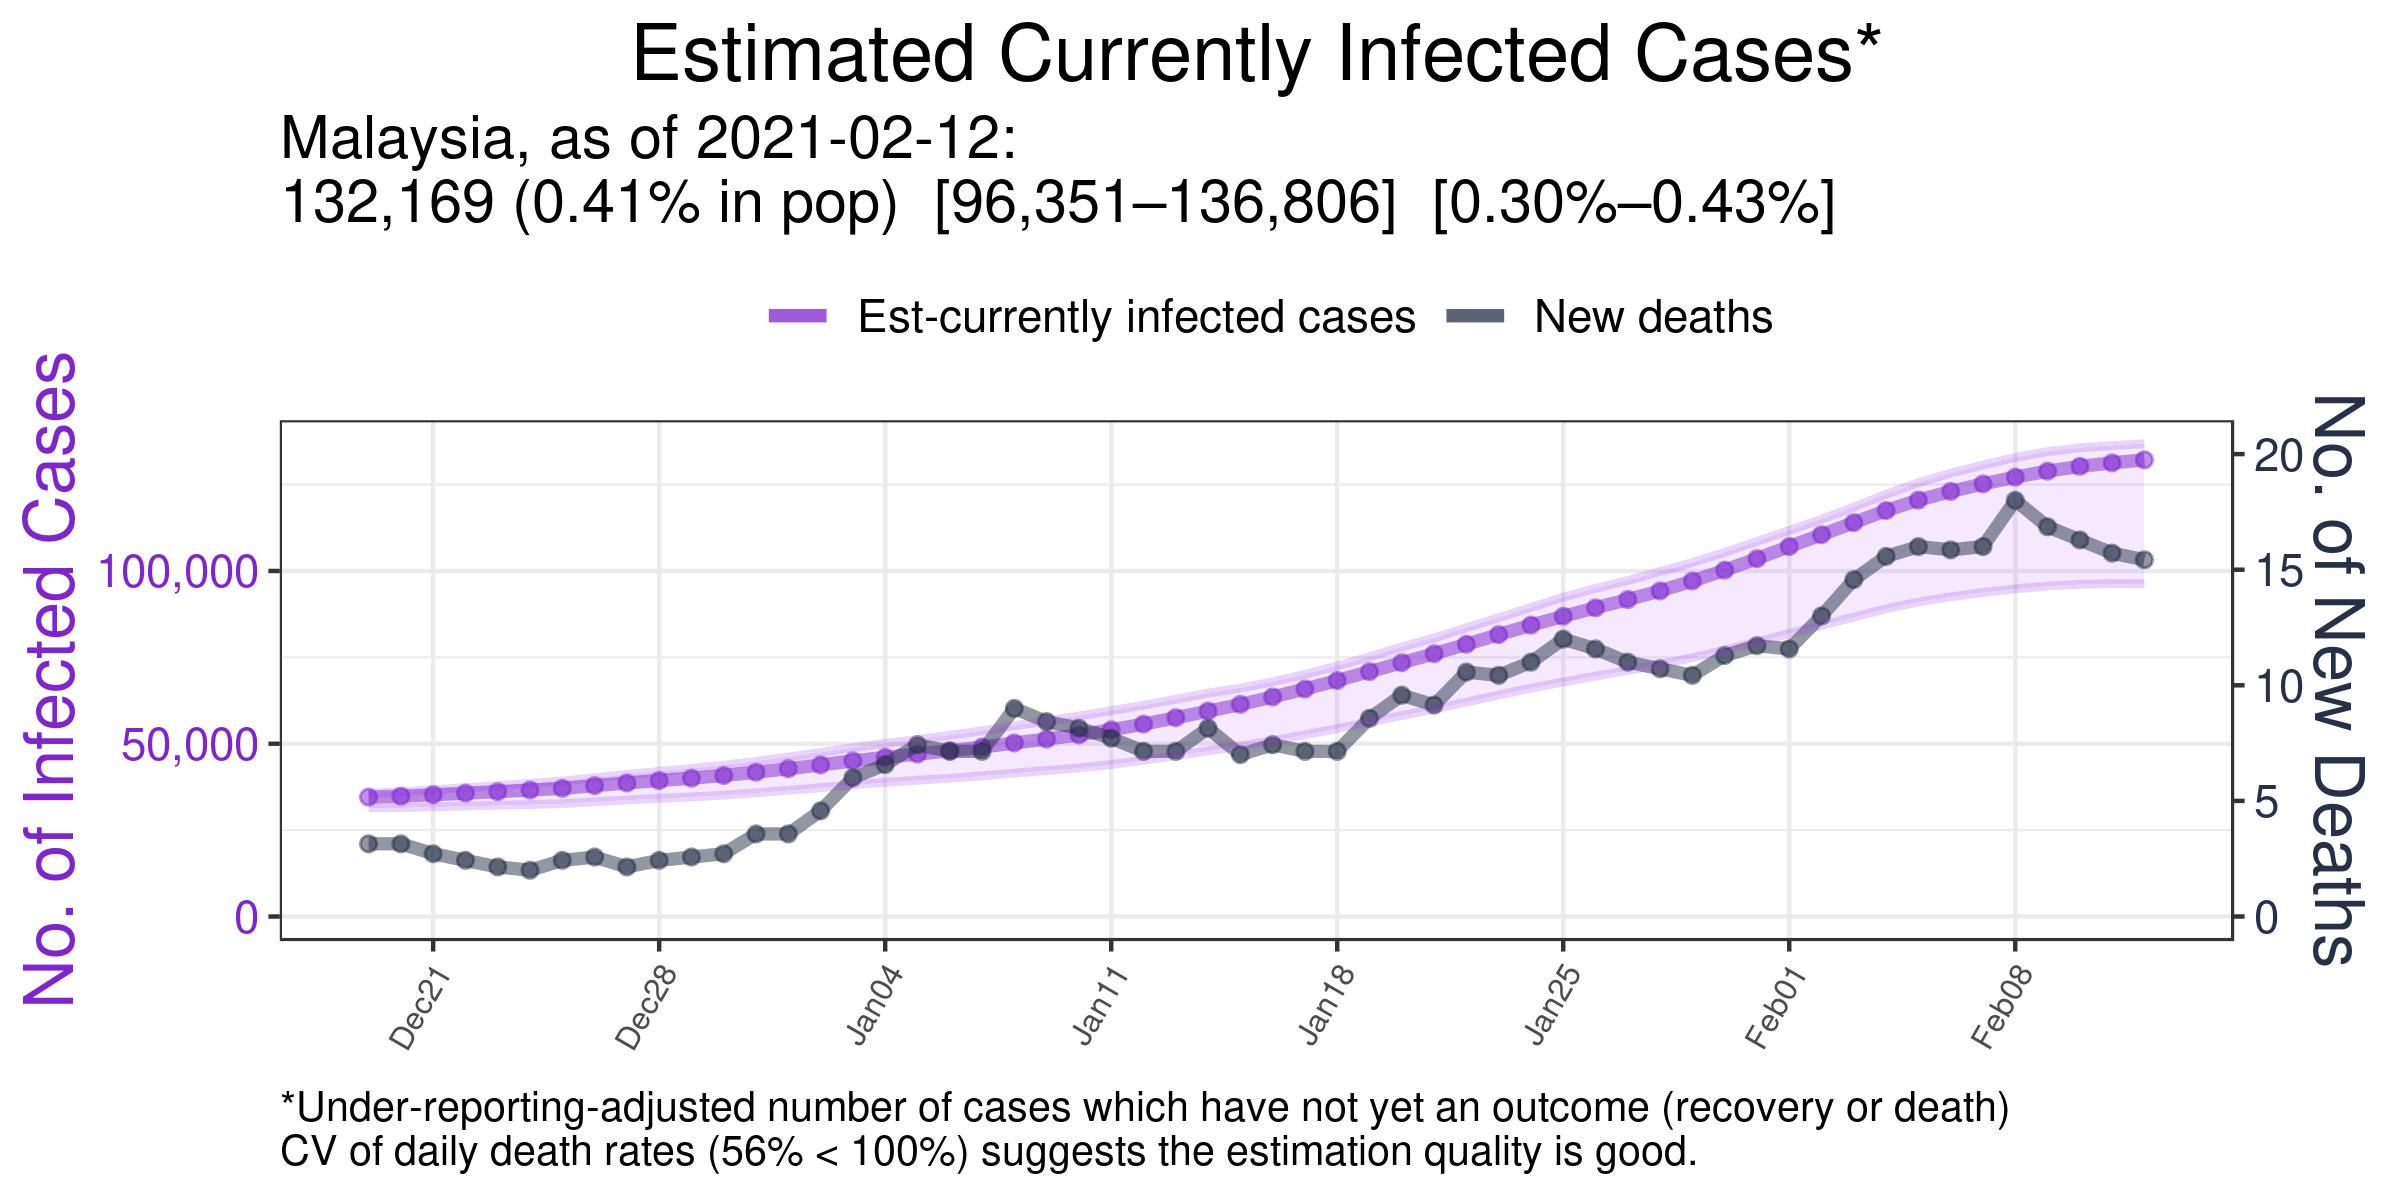 Estimated Currently Infected Cases*
Malaysia, as of 2021-02-12:
132,169 (0.41% in pop)  [96,351–136,806]  [0.30%–0.43%]
Est-currently infected cases
New deaths
No. of Infected Cases
100,000
50,000
0
20
15
10
5
0
No. of New Deaths
Dec21
Dec28
Jan04
Jan11
Jan18
Jan25
Feb01
Feb08
*Under-reporting-adjusted number of cases which have not yet an outcome (recovery or death)
CV of daily death rates (56% < 100%) suggests the estimation quality is good.